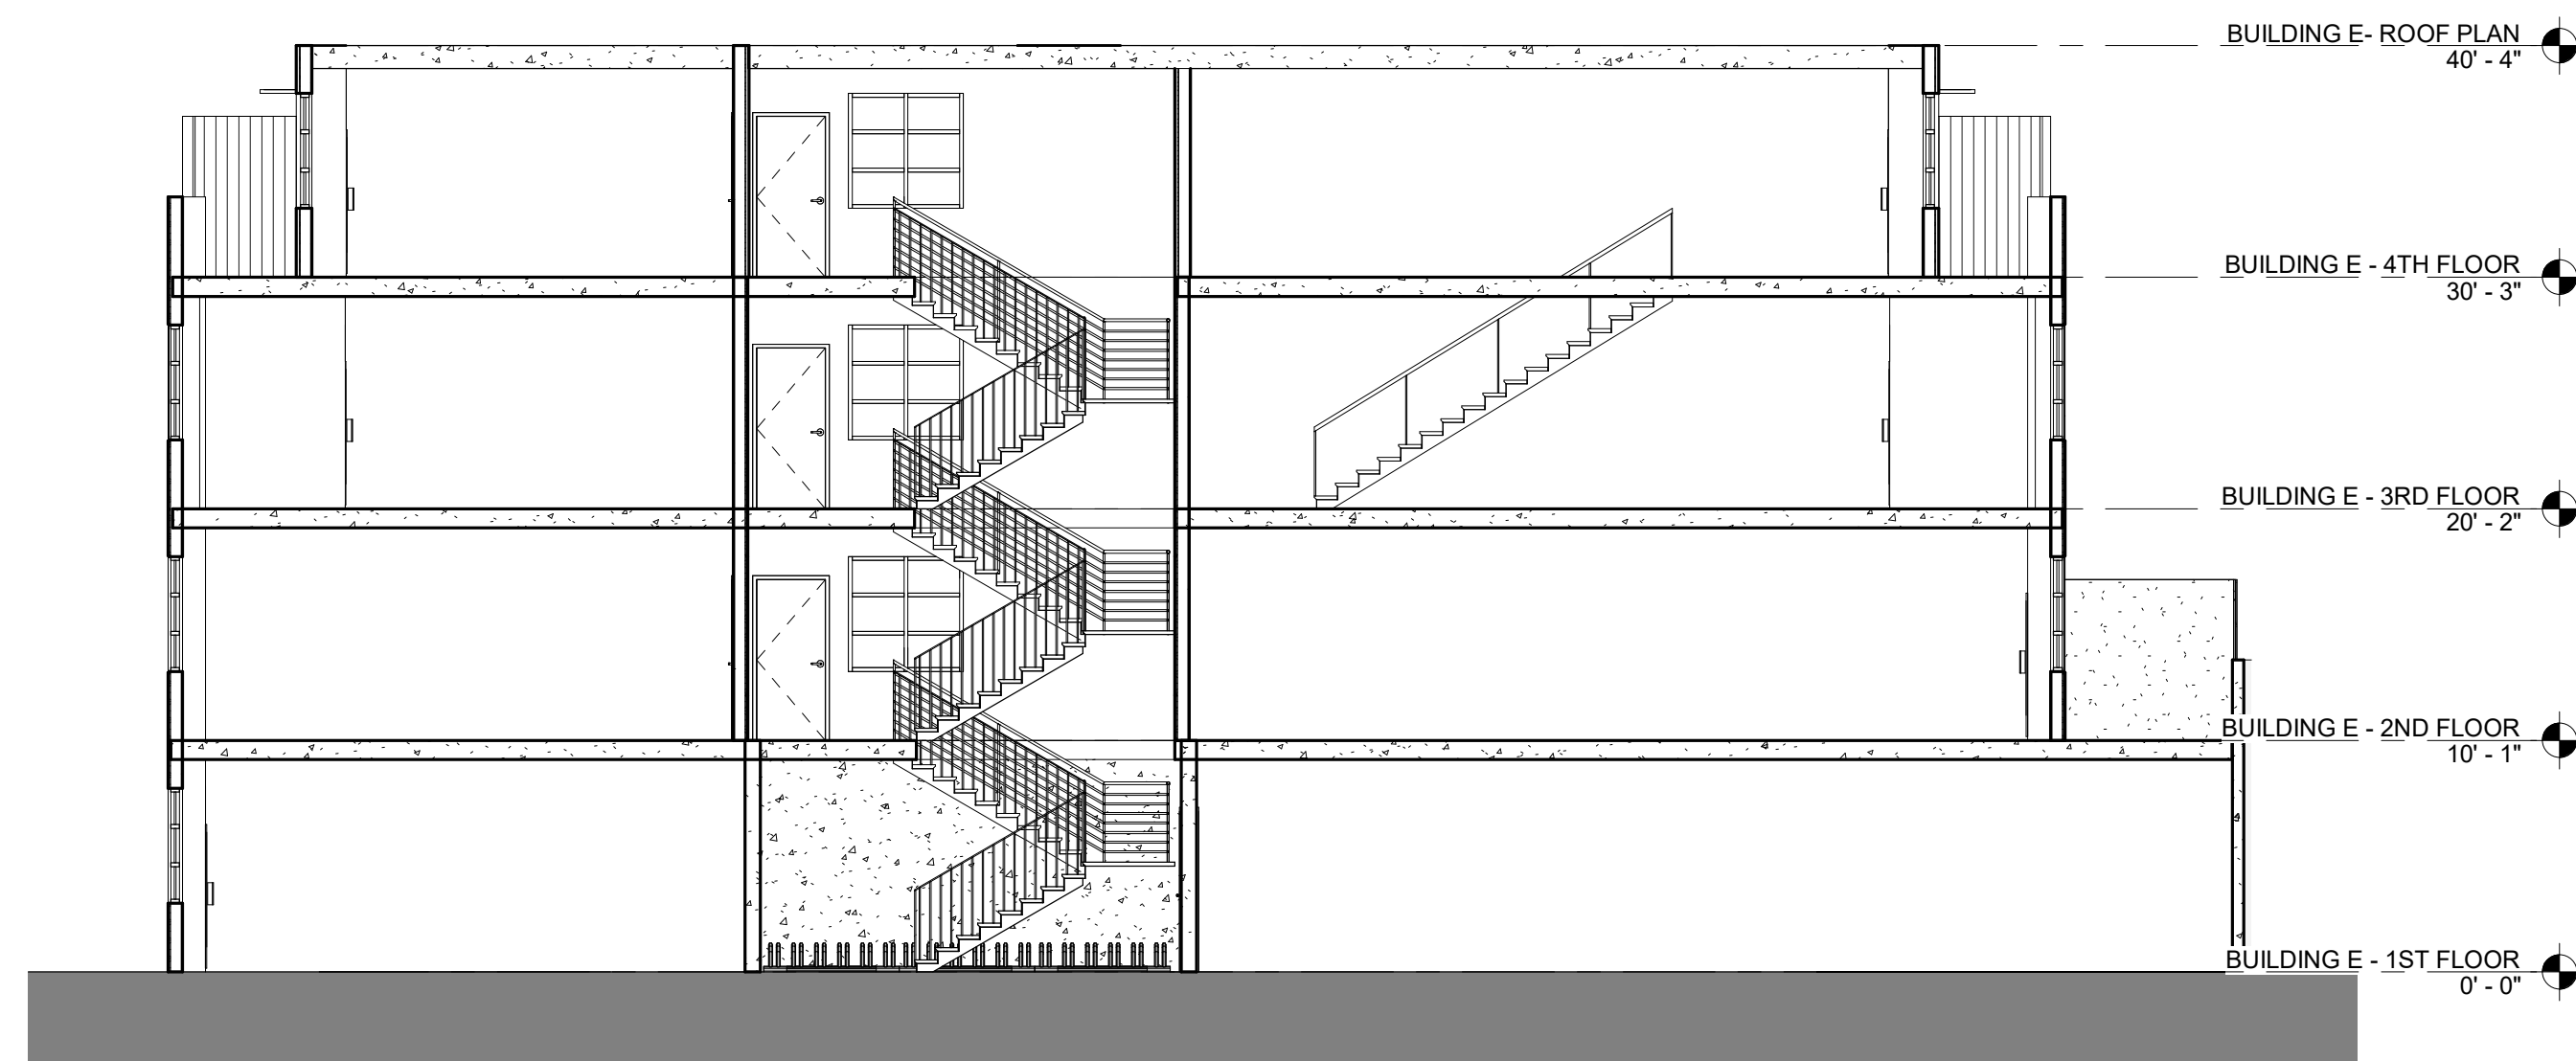 BUILDING E- ROOF PLAN
40' - 4"
BUILDING E - 4TH FLOOR
30' - 3"
BUILDING E - 3RD FLOOR
20' - 2"
BUILDING E - 2ND FLOOR
10' - 1"
BUILDING E - 1ST FLOOR
0' - 0"